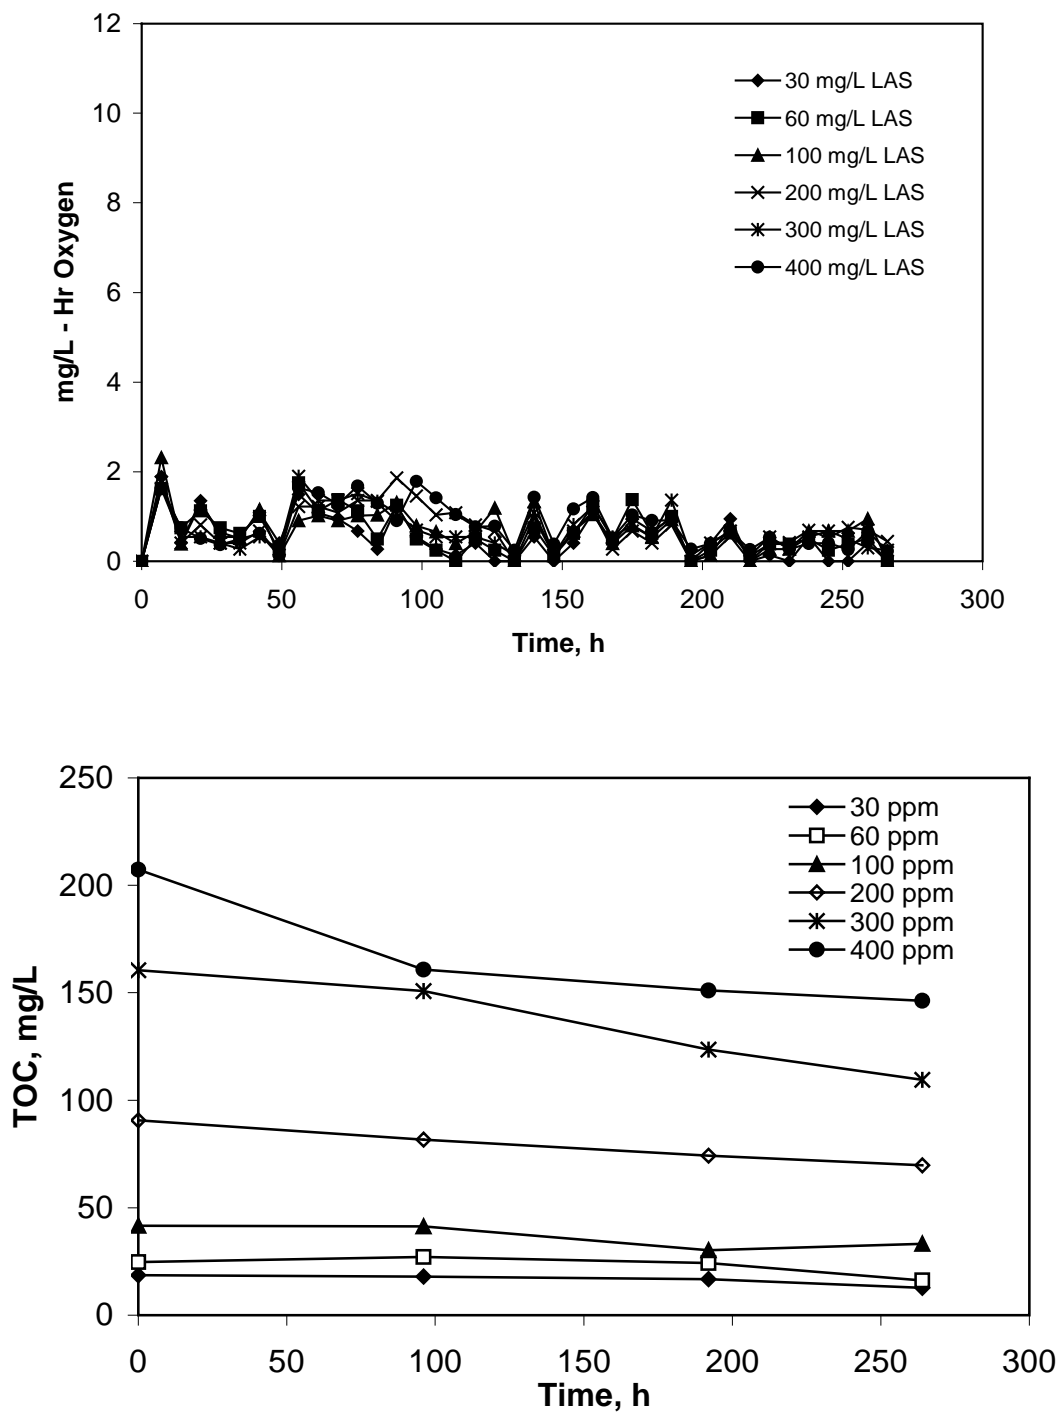 12
10
8
6
4
2
0
mg/L - Hr Oxygen
30 mg/L LAS
60 mg/L LAS
100 mg/L LAS
200 mg/L LAS
300 mg/L LAS
400 mg/L LAS
0 50 100 150 200 250 300
Time, h
250
200
150
100
50
0
TOC, mg/L
30 ppm
60 ppm
100 ppm
200 ppm
300 ppm
400 ppm
0 50 100 150 200 250 300
Time, h